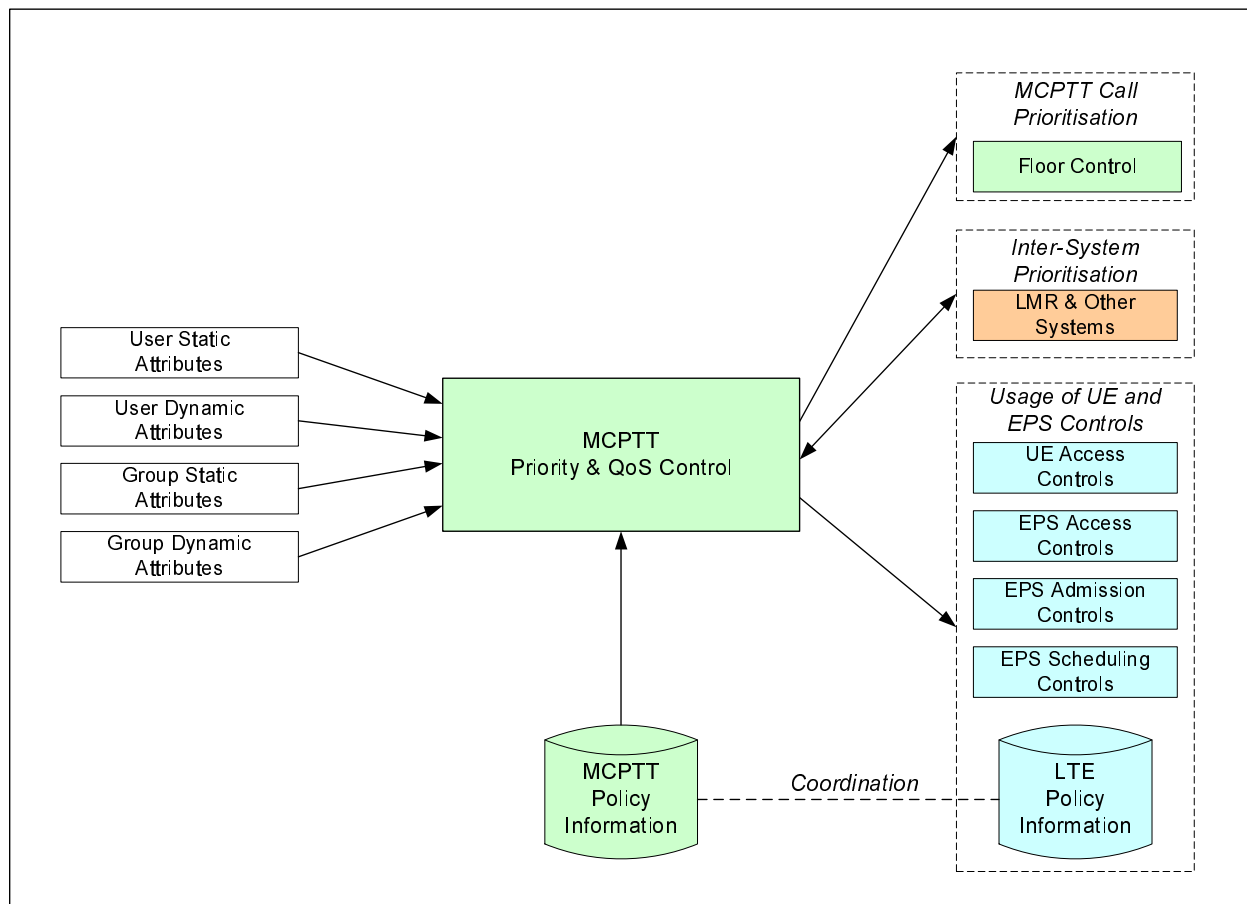 MCPTT Call
Prioritisation
Floor Control
Inter-System
Prioritisation
LMR & Other
Systems
User Static
Attributes
User Dynamic
Attributes
Group Static
Attributes
Group Dynamic
Attributes
MCPTT
Priority & QoS Control
Usage of UE and
EPS Controls
UE Access
Controls
EPS Access
Controls
EPS Admission
Controls
EPS Scheduling
Controls
MCPTT
Policy
Information
Coordination
LTE
Policy
Information